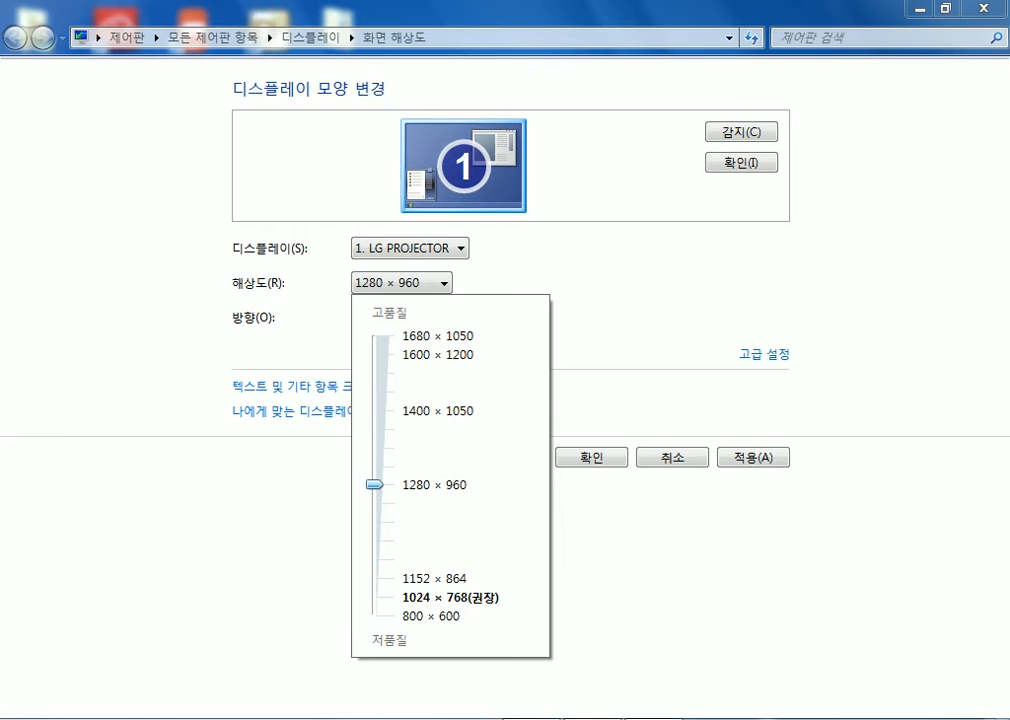 제어판 ▸ 모든 제어판 항목 ▸ 디스플레이 ▸ 화면 해상도
제어판 검색
디스플레이 모양 변경
1
감지(C)
확인(I)
디스플레이(S):
1. LG PROJECTOR
해상도(R):
1280 × 960
방향(O):
고품질
1680 × 1050
1600 × 1200
고급 설정
텍스트 및 기타 항목 크
나에게 맞는 디스플레이
1400 × 1050
확인
취소
적용(A)
1280 × 960
1152 × 864
1024 × 768(권장)
800 × 600
저품질